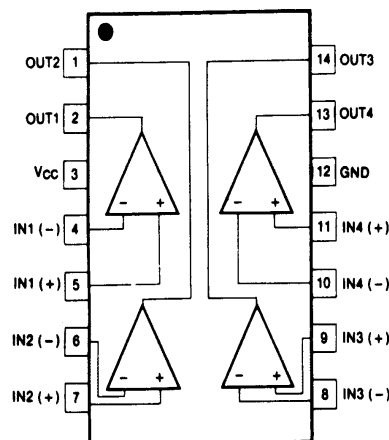 OUT2 1
14 OUT3
OUT1 2
13 OUT4
VCC 3
12 GND
IN1 (-) 4
11 IN4 (+)
IN1 (+) 5
10 IN4 (-)
IN2 (-) 6
9 IN3 (+)
IN2 (+) 7
8 IN3 (-)
- +
- +
- +
- +